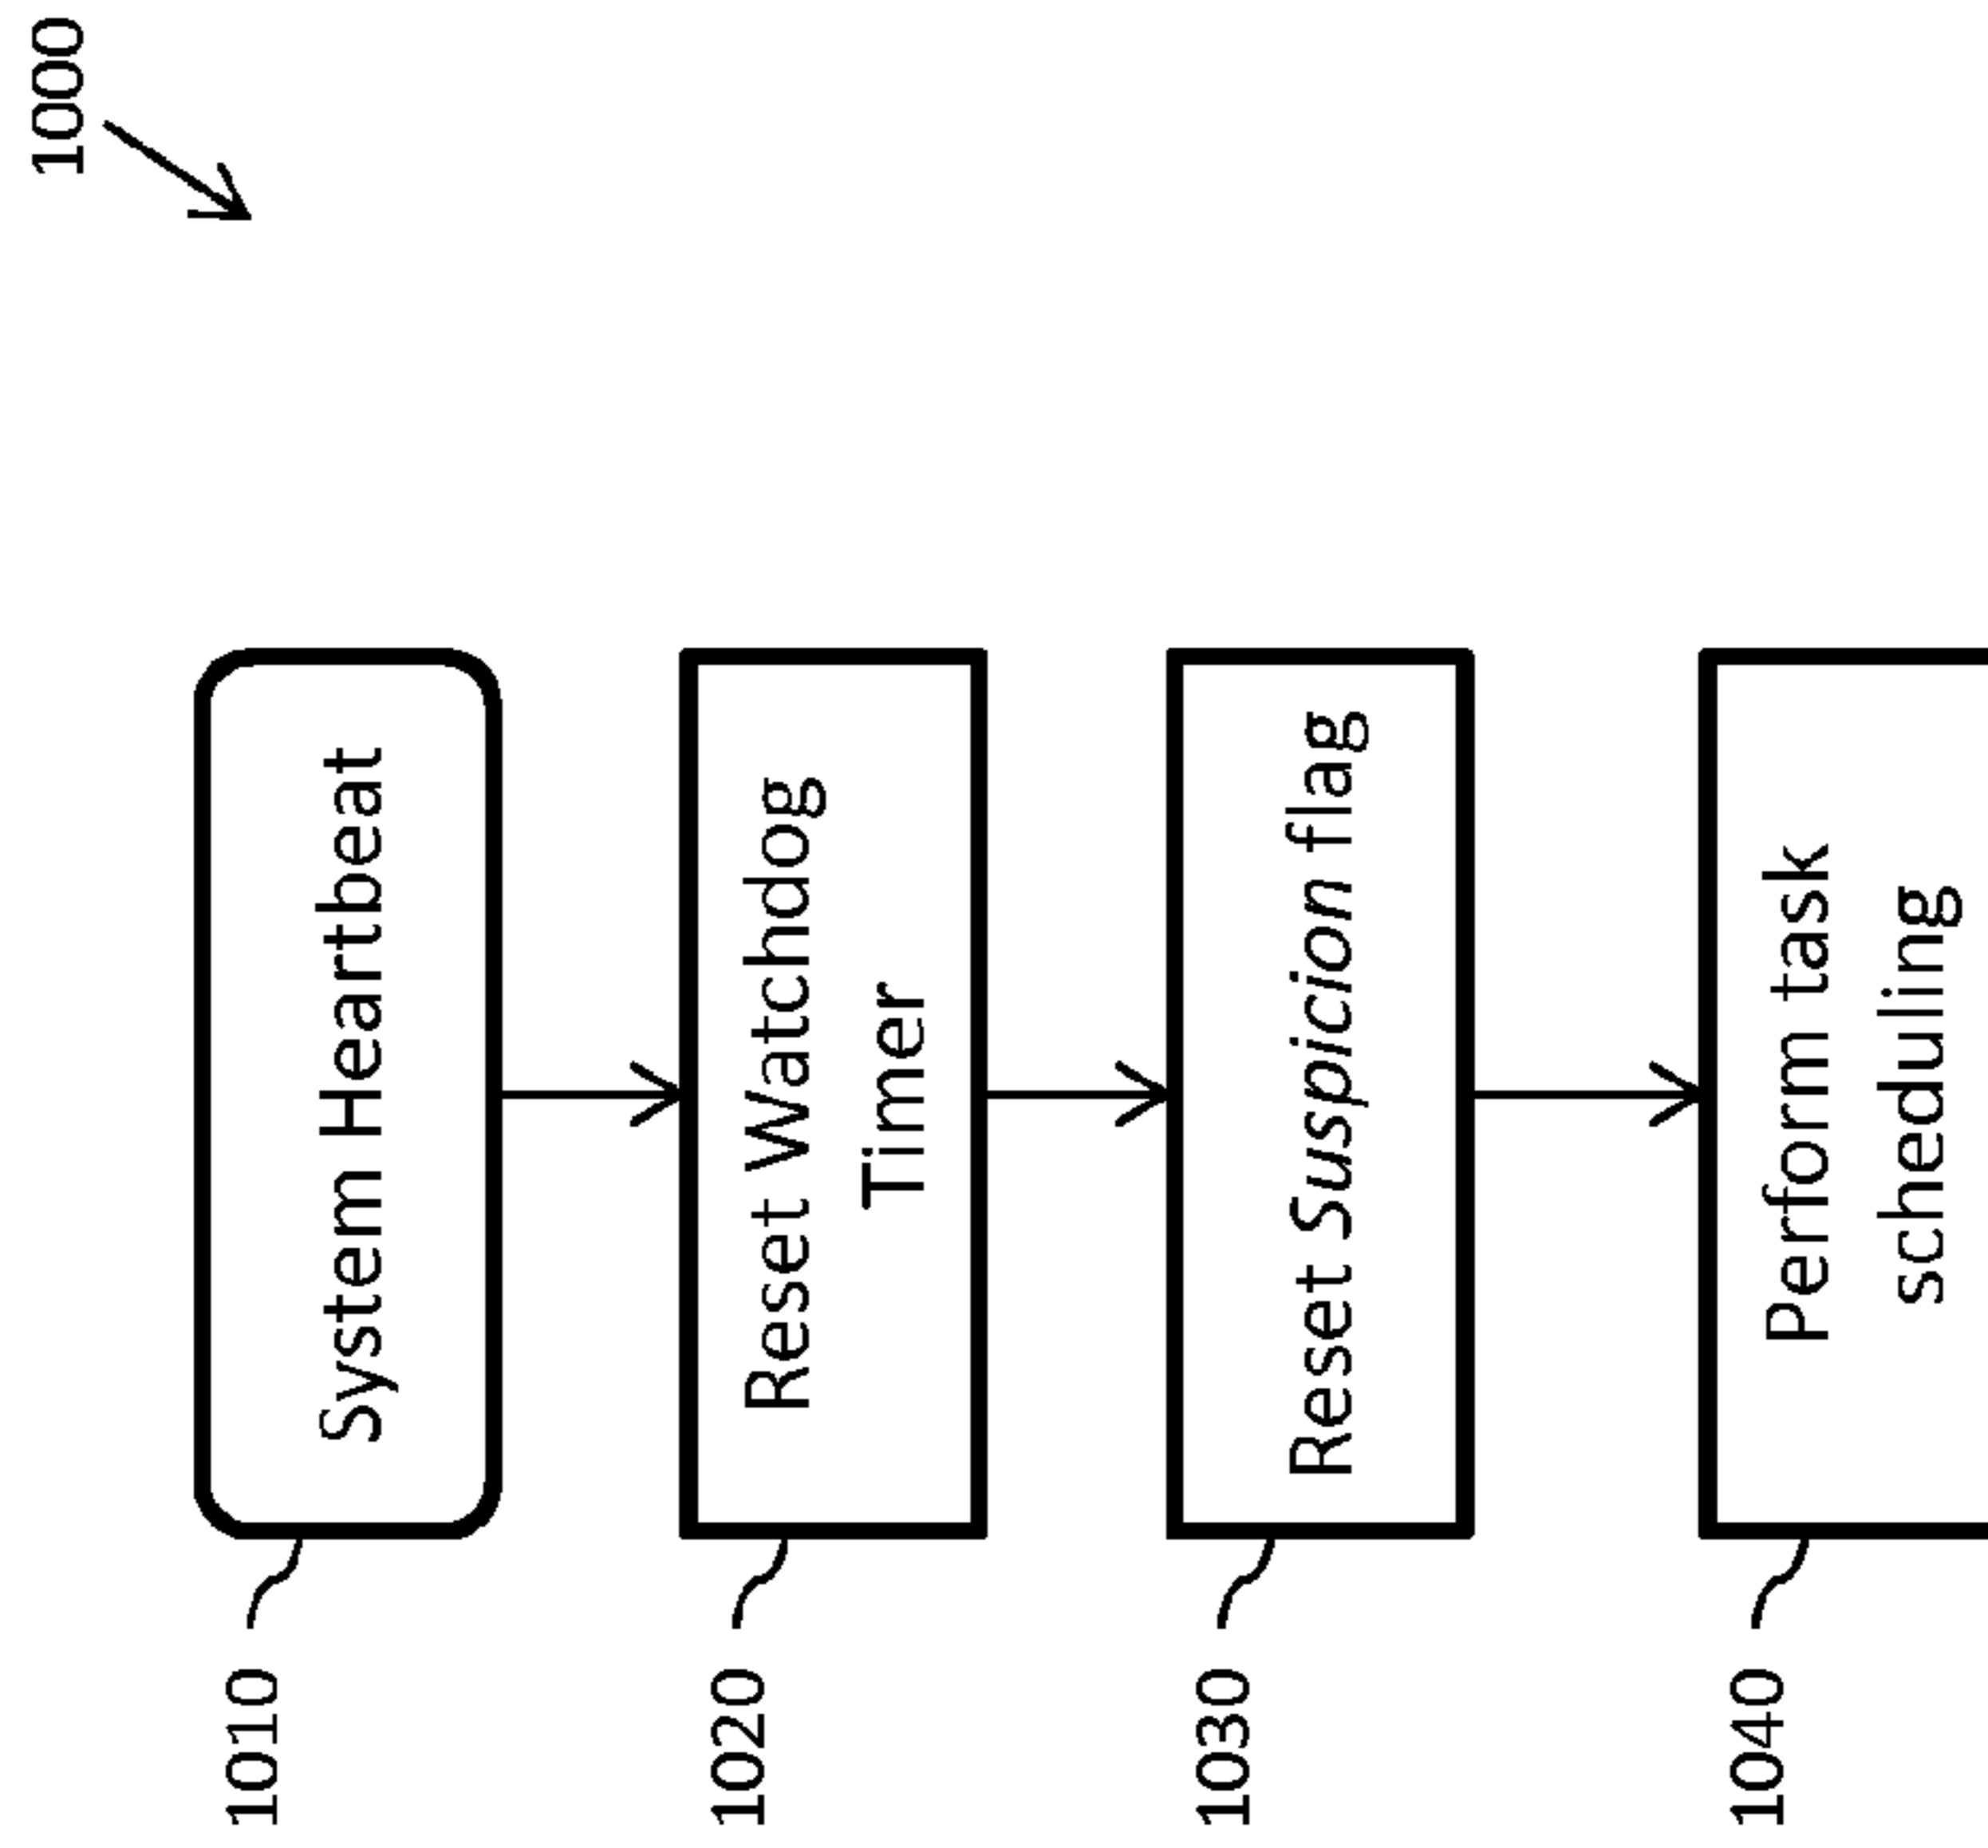 1000
1010
System Heartbeat
1020
Reset Watchdog
Timer
1030
Reset Suspicion flag
1040
Perform task
scheduling